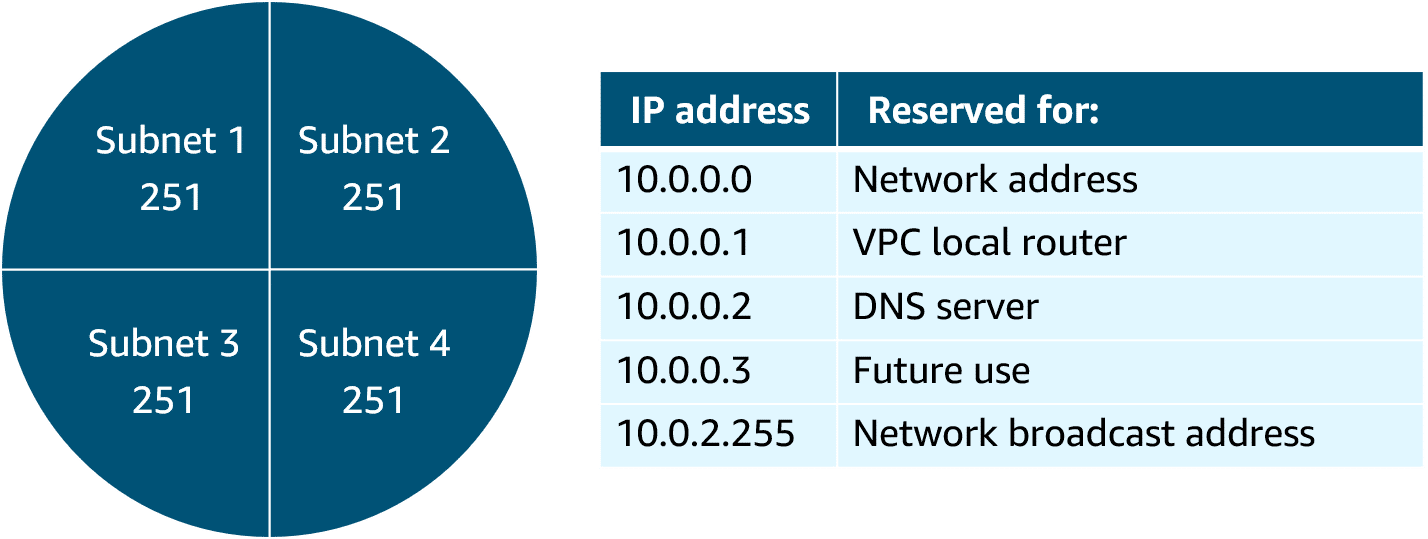 Subnet 1
251
Subnet 2
251
Subnet 3
251
Subnet 4
251
IP address Reserved for:
10.0.0.0 Network address
10.0.0.1 VPC local router
10.0.0.2 DNS server
10.0.0.3 Future use
10.0.2.255 Network broadcast address